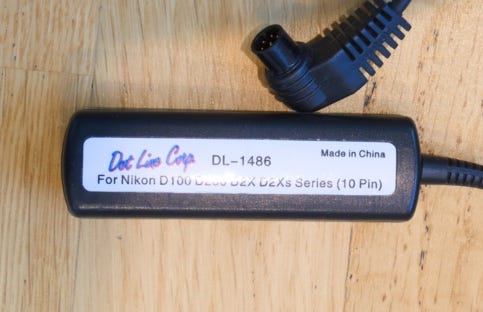 Dot Line Corp. DL-1486 Made in China
For Nikon D100 D200 D2X D2Xs Series (10 Pin)